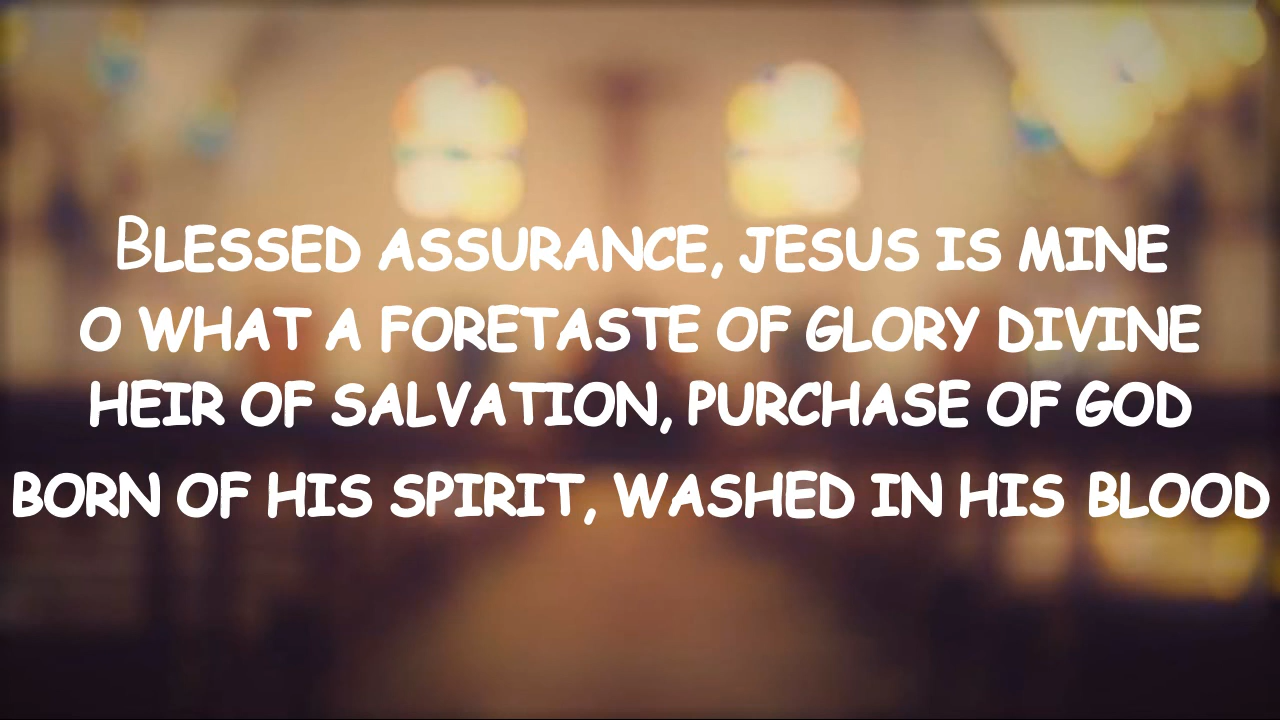 BLESSED ASSURANCE, JESUS IS MINE
O WHAT A FORETASTE OF GLORY DIVINE
HEIR OF SALVATION, PURCHASE OF GOD
BORN OF HIS SPIRIT, WASHED IN HIS BLOOD